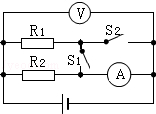 V
R₁ S₂
S₁
R₂ A